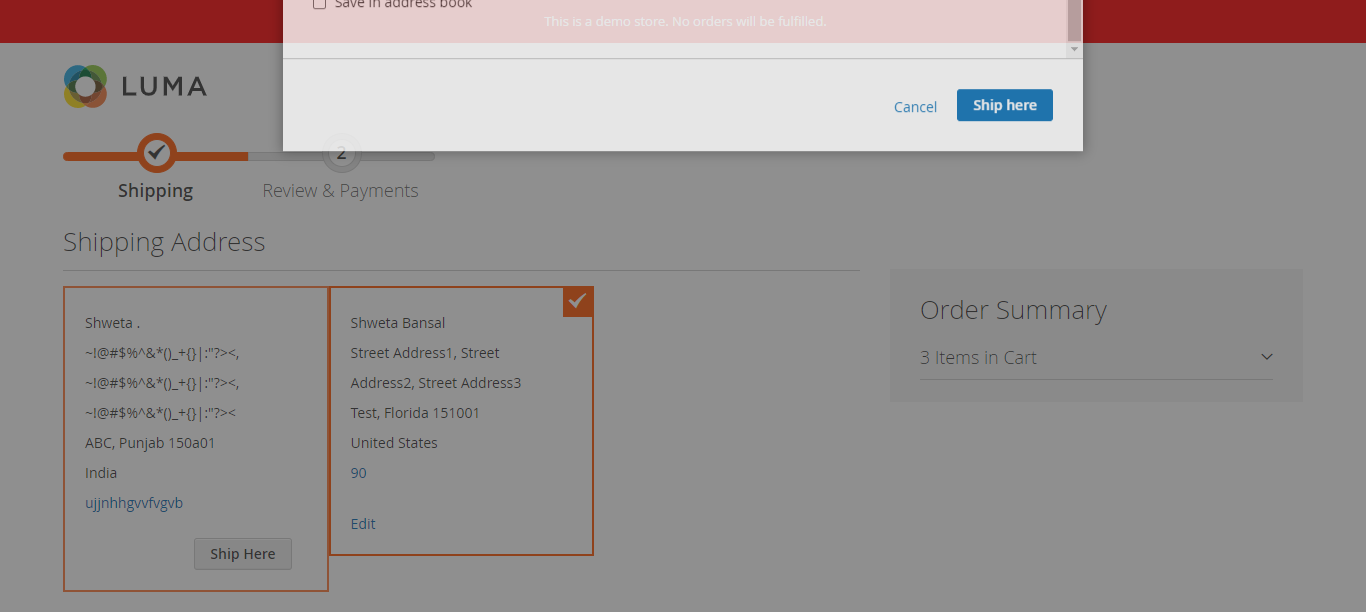 Save in address book
This is a demo store. No orders will be fulfilled.
LUMA
Cancel
Ship here
2
Shipping
Review & Payments
Shipping Address
Shweta .
~!@#$%^&*()_+{}|:"?><,
~!@#$%^&*()_+{}|:"?><,
~!@#$%^&*()_+{}|:"?><
ABC, Punjab 150a01
India
ujjnhhgvvfvgvb
Ship Here
Shweta Bansal
Street Address1, Street
Address2, Street Address3
Test, Florida 151001
United States
90
Edit
Order Summary
3 Items in Cart